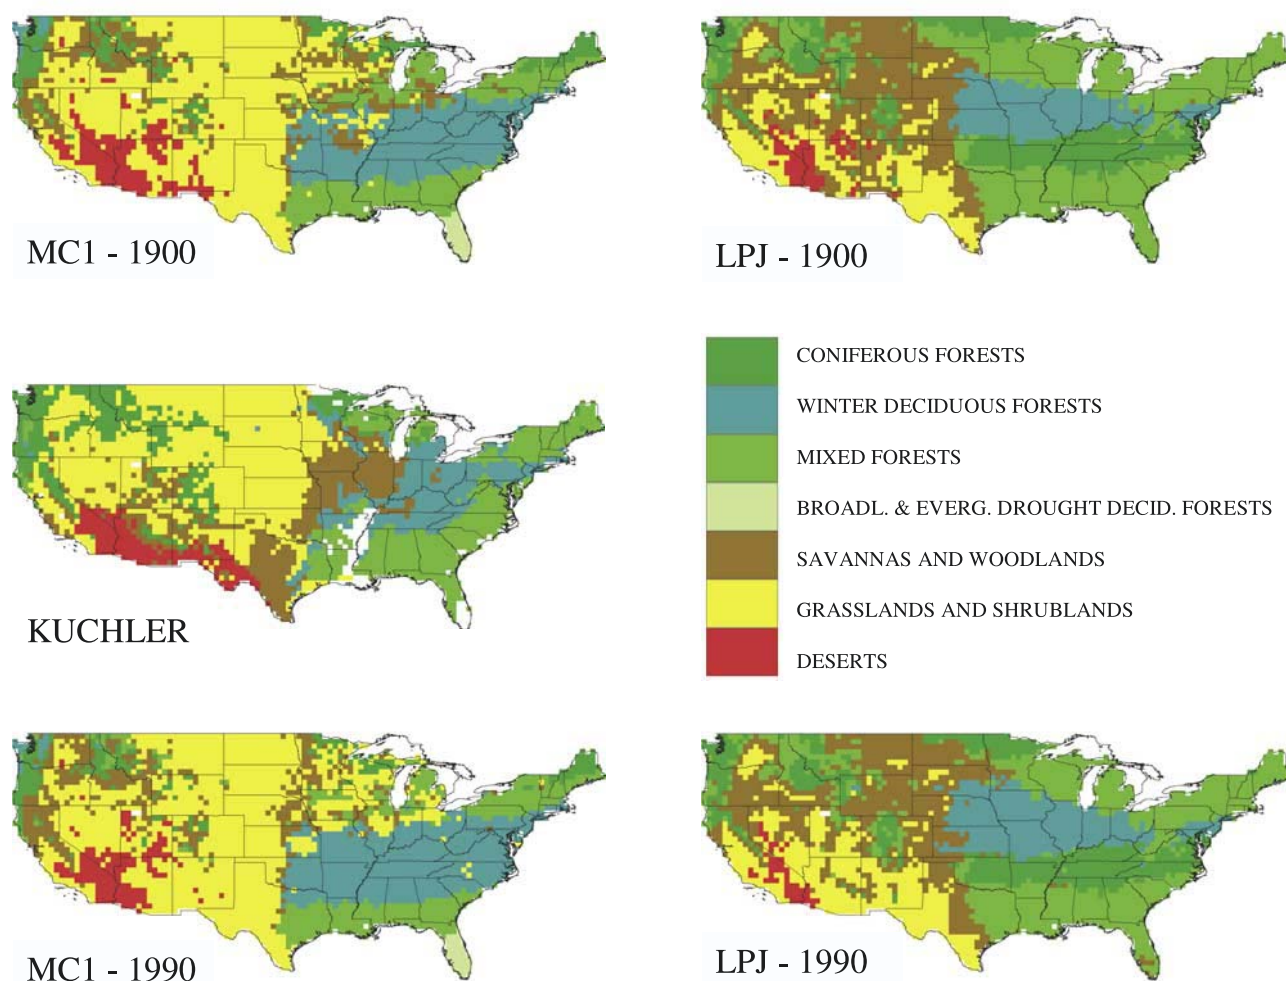 MC1 - 1900
LPJ - 1900
CONIFEROUS FORESTS
WINTER DECIDUOUS FORESTS
MIXED FORESTS
BROADL. & EVERG. DROUGHT DECID. FORESTS
SAVANNAS AND WOODLANDS
GRASSLANDS AND SHRUBLANDS
DESERTS
KUCHLER
MC1 - 1990
LPJ - 1990